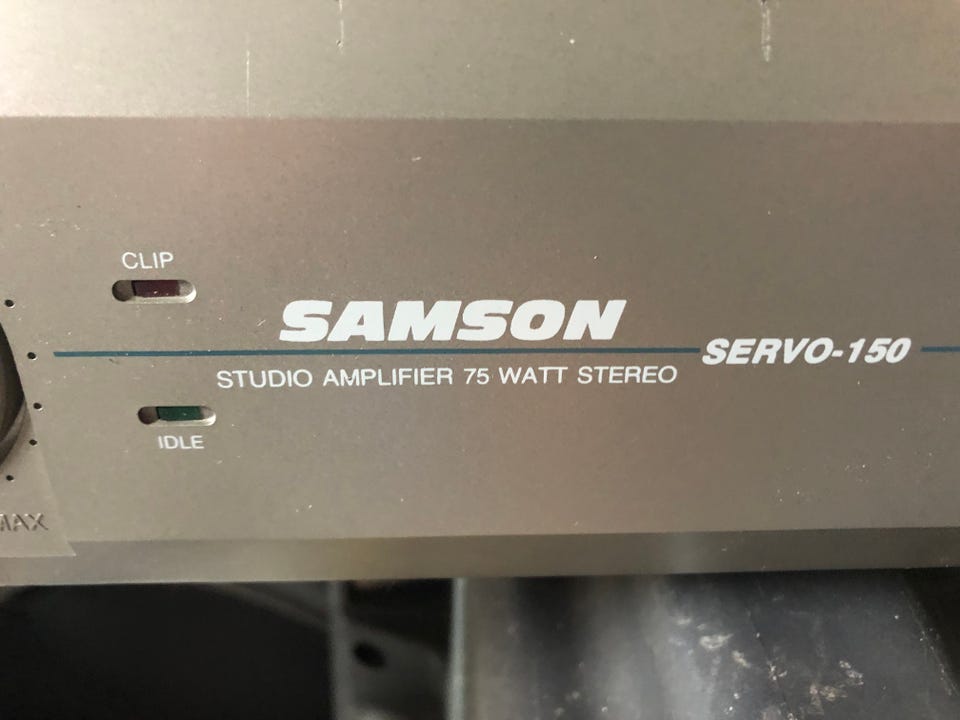 CLIP
SAMSON
SERVO-150
STUDIO AMPLIFIER 75 WATT STEREO
IDLE
MAX